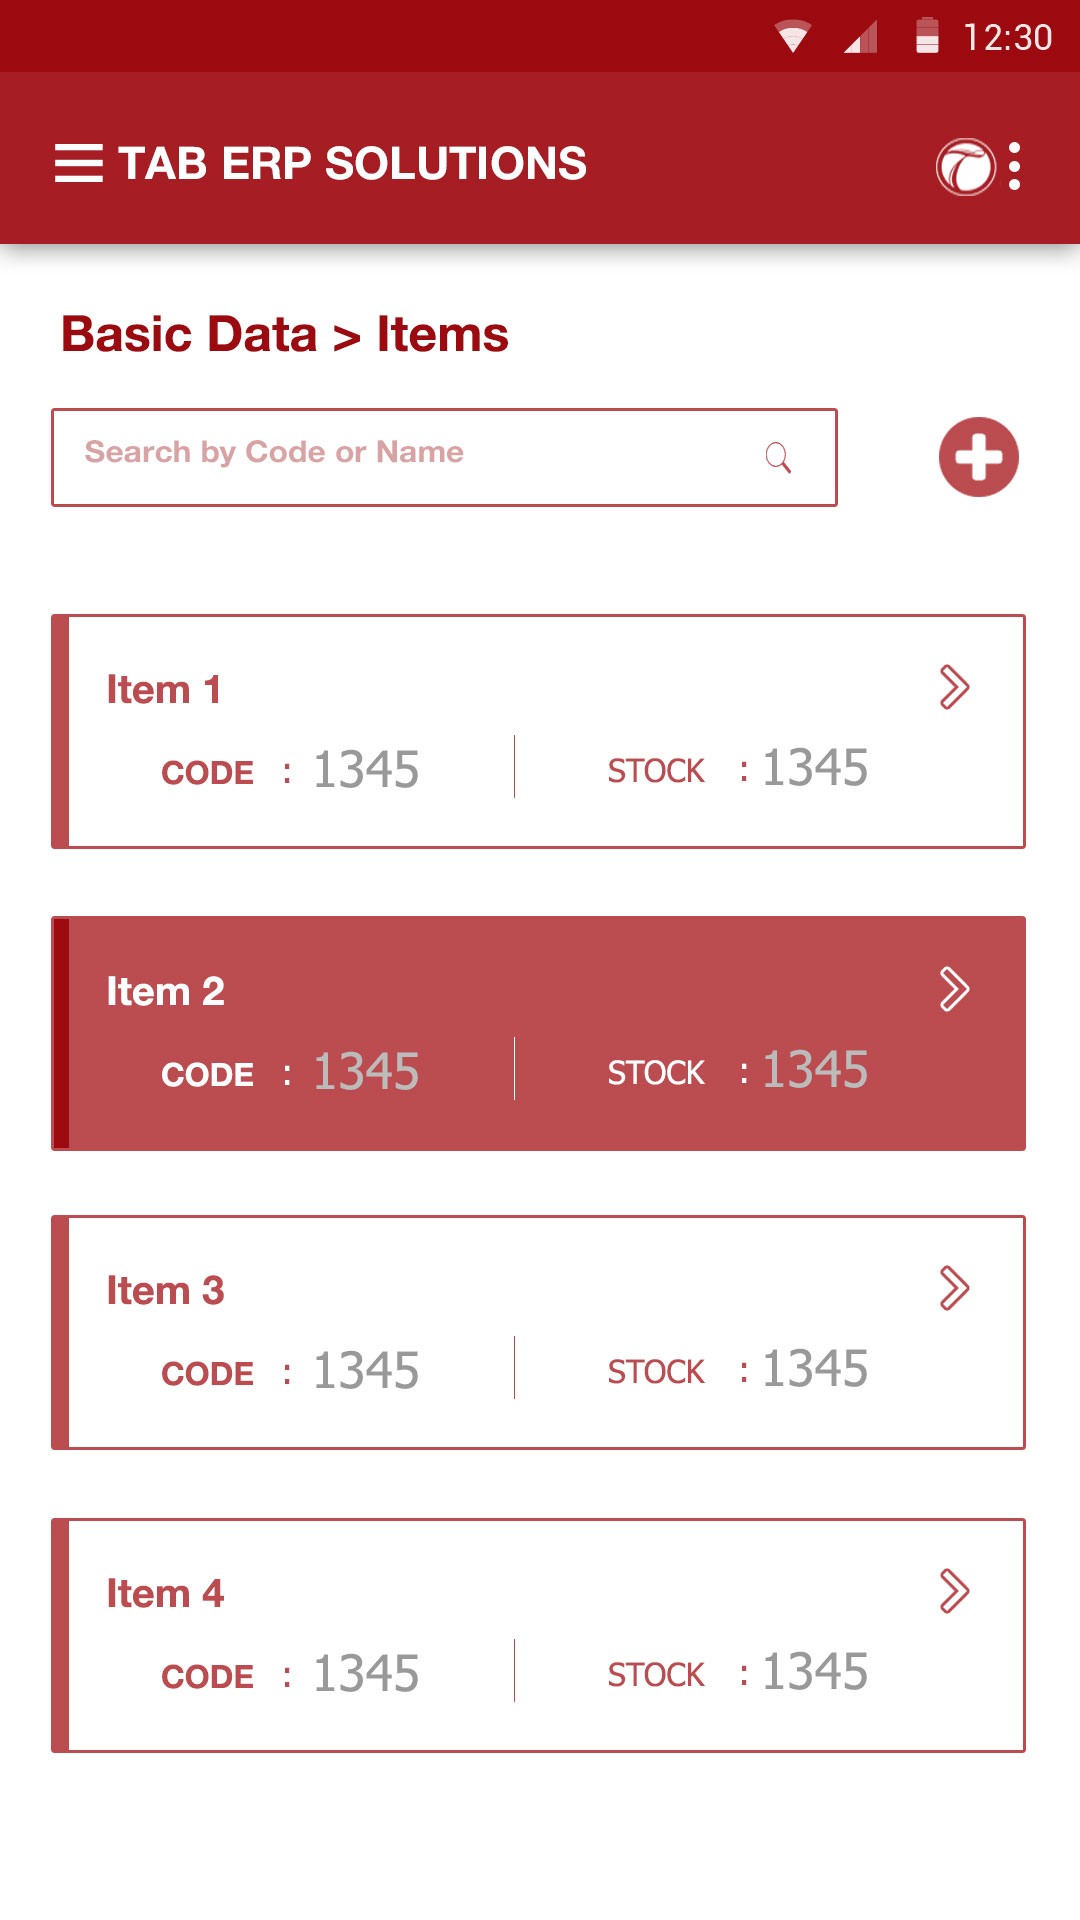 12:30
TAB ERP SOLUTIONS
Basic Data > Items
Search by Code or Name
Item 1
CODE : 1345 STOCK : 1345
Item 2
CODE : 1345 STOCK : 1345
Item 3
CODE : 1345 STOCK : 1345
Item 4
CODE : 1345 STOCK : 1345